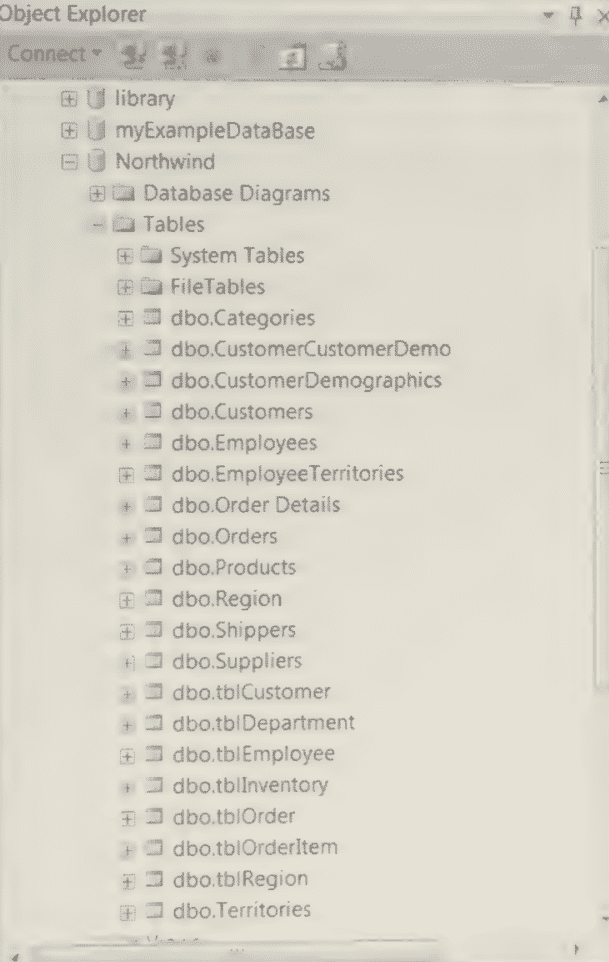 Object Explorer
Connect
library
myExampleDataBase
Northwind
Database Diagrams
Tables
System Tables
FileTables
dbo.Categories
dbo.CustomerCustomerDemo
dbo.CustomerDemographics
dbo.Customers
dbo.Employees
dbo.EmployeeTerritories
dbo.Order Details
dbo.Orders
dbo.Products
dbo.Region
dbo.Shippers
dbo.Suppliers
dbo.tblCustomer
dbo.tblDepartment
dbo.tblEmployee
dbo.tblInventory
dbo.tblOrder
dbo.tblOrderItem
dbo.tblRegion
dbo.Territories